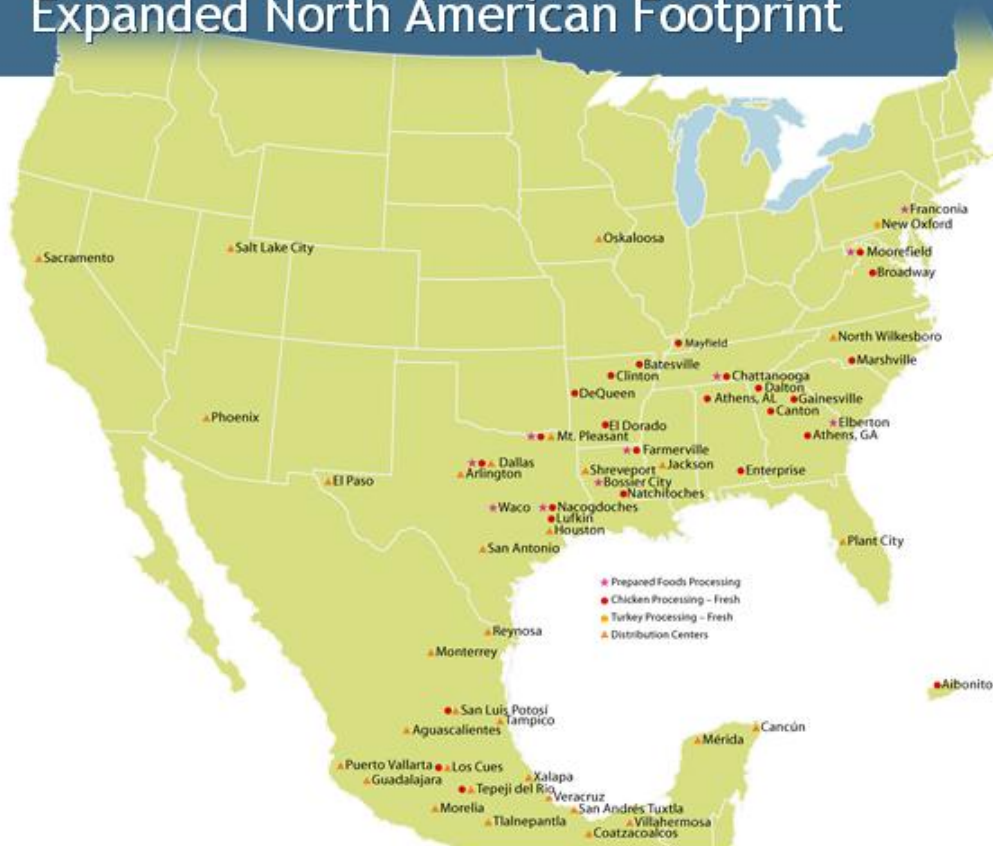 Expanded North American Footprint
Franconia
New Oxford
Oskaloosa
Salt Lake City
Moorefield
Sacramento
Broadway
North Wilkesboro
Mayfield
Marshville
Batesville
Clinton
Chattanooga
Dalton
DeQueen
Athens, AL
Gainesville
Canton
Phoenix
Elberton
El Dorado
Mt. Pleasant
Athens, GA
Farmerville
Dallas
Jackson
Shreveport
Enterprise
Arlington
El Paso
Bossier City
Natchitoches
Waco
Nacogdoches
Lufkin
Houston
Plant City
San Antonio
Prepared Foods Processing
Chicken Processing – Fresh
Turkey Processing – Fresh
Distribution Centers
Reynosa
Monterrey
Aibonito
San Luis Potosí
Tampico
Aguascalientes
Cancún
Mérida
Puerto Vallarta
Los Cues
Guadalajara
Xalapa
Tepeji del Rio
Veracruz
Morelia
San Andrés Tuxtla
Tlalnepantla
Villahermosa
Coatzacoalcos